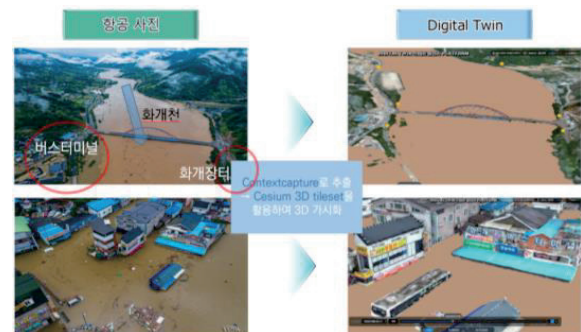 항공 사진
Digital Twin
화개천
버스터미널
화개장터
Contextcapture로 추출
→ Cesium 3D tileset을
활용하여 3D 가시화